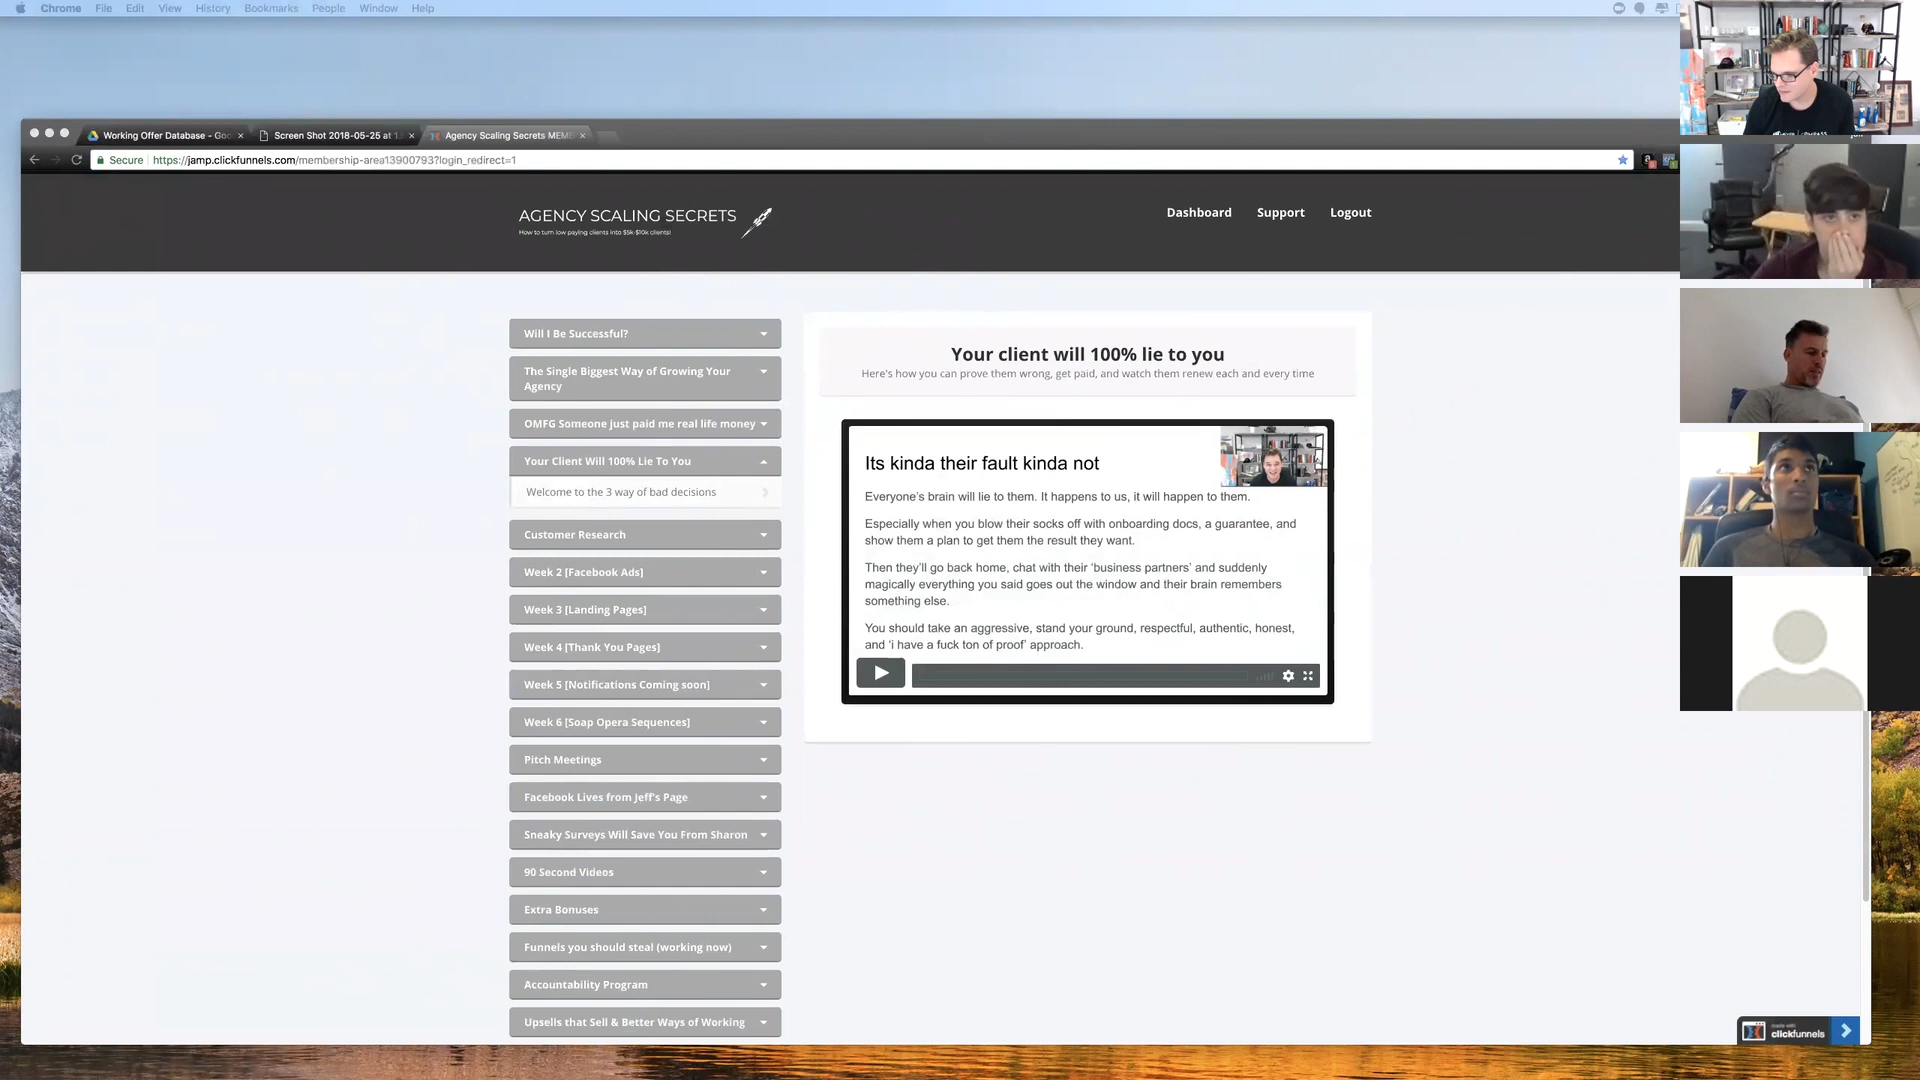 Chrome File Edit View History Bookmarks People Window Help
Working Offer Database - Goo
Screen Shot 2018-05-25 at 1.
Agency Scaling Secrets MEM
Secure https://jamp.clickfunnels.com/membership-area13900793?login_redirect=1
AGENCY SCALING SECRETS
How to turn low paying clients into $5k-$10k clients!
Dashboard Support Logout
Will I Be Successful?
The Single Biggest Way of Growing Your
Agency
OMFG Someone just paid me real life money
Your Client Will 100% Lie To You
Welcome to the 3 way of bad decisions
Customer Research
Week 2 [Facebook Ads]
Week 3 [Landing Pages]
Week 4 [Thank You Pages]
Week 5 [Notifications Coming soon]
Week 6 [Soap Opera Sequences]
Pitch Meetings
Facebook Lives from Jeff's Page
Sneaky Surveys Will Save You From Sharon
90 Second Videos
Extra Bonuses
Funnels you should steal (working now)
Accountability Program
Upsells that Sell & Better Ways of Working
Your client will 100% lie to you
Here's how you can prove them wrong, get paid, and watch them renew each and every time
Its kinda their fault kinda not
Everyone's brain will lie to them. It happens to us, it will happen to them.
Especially when you blow their socks off with onboarding docs, a guarantee, and
show them a plan to get them the result they want.
Then they'll go back home, chat with their 'business partners' and suddenly
magically everything you said goes out the window and their brain remembers
something else.
You should take an aggressive, stand your ground, respectful, authentic, honest,
and 'i have a fuck ton of proof' approach.
made with
clickfunnels